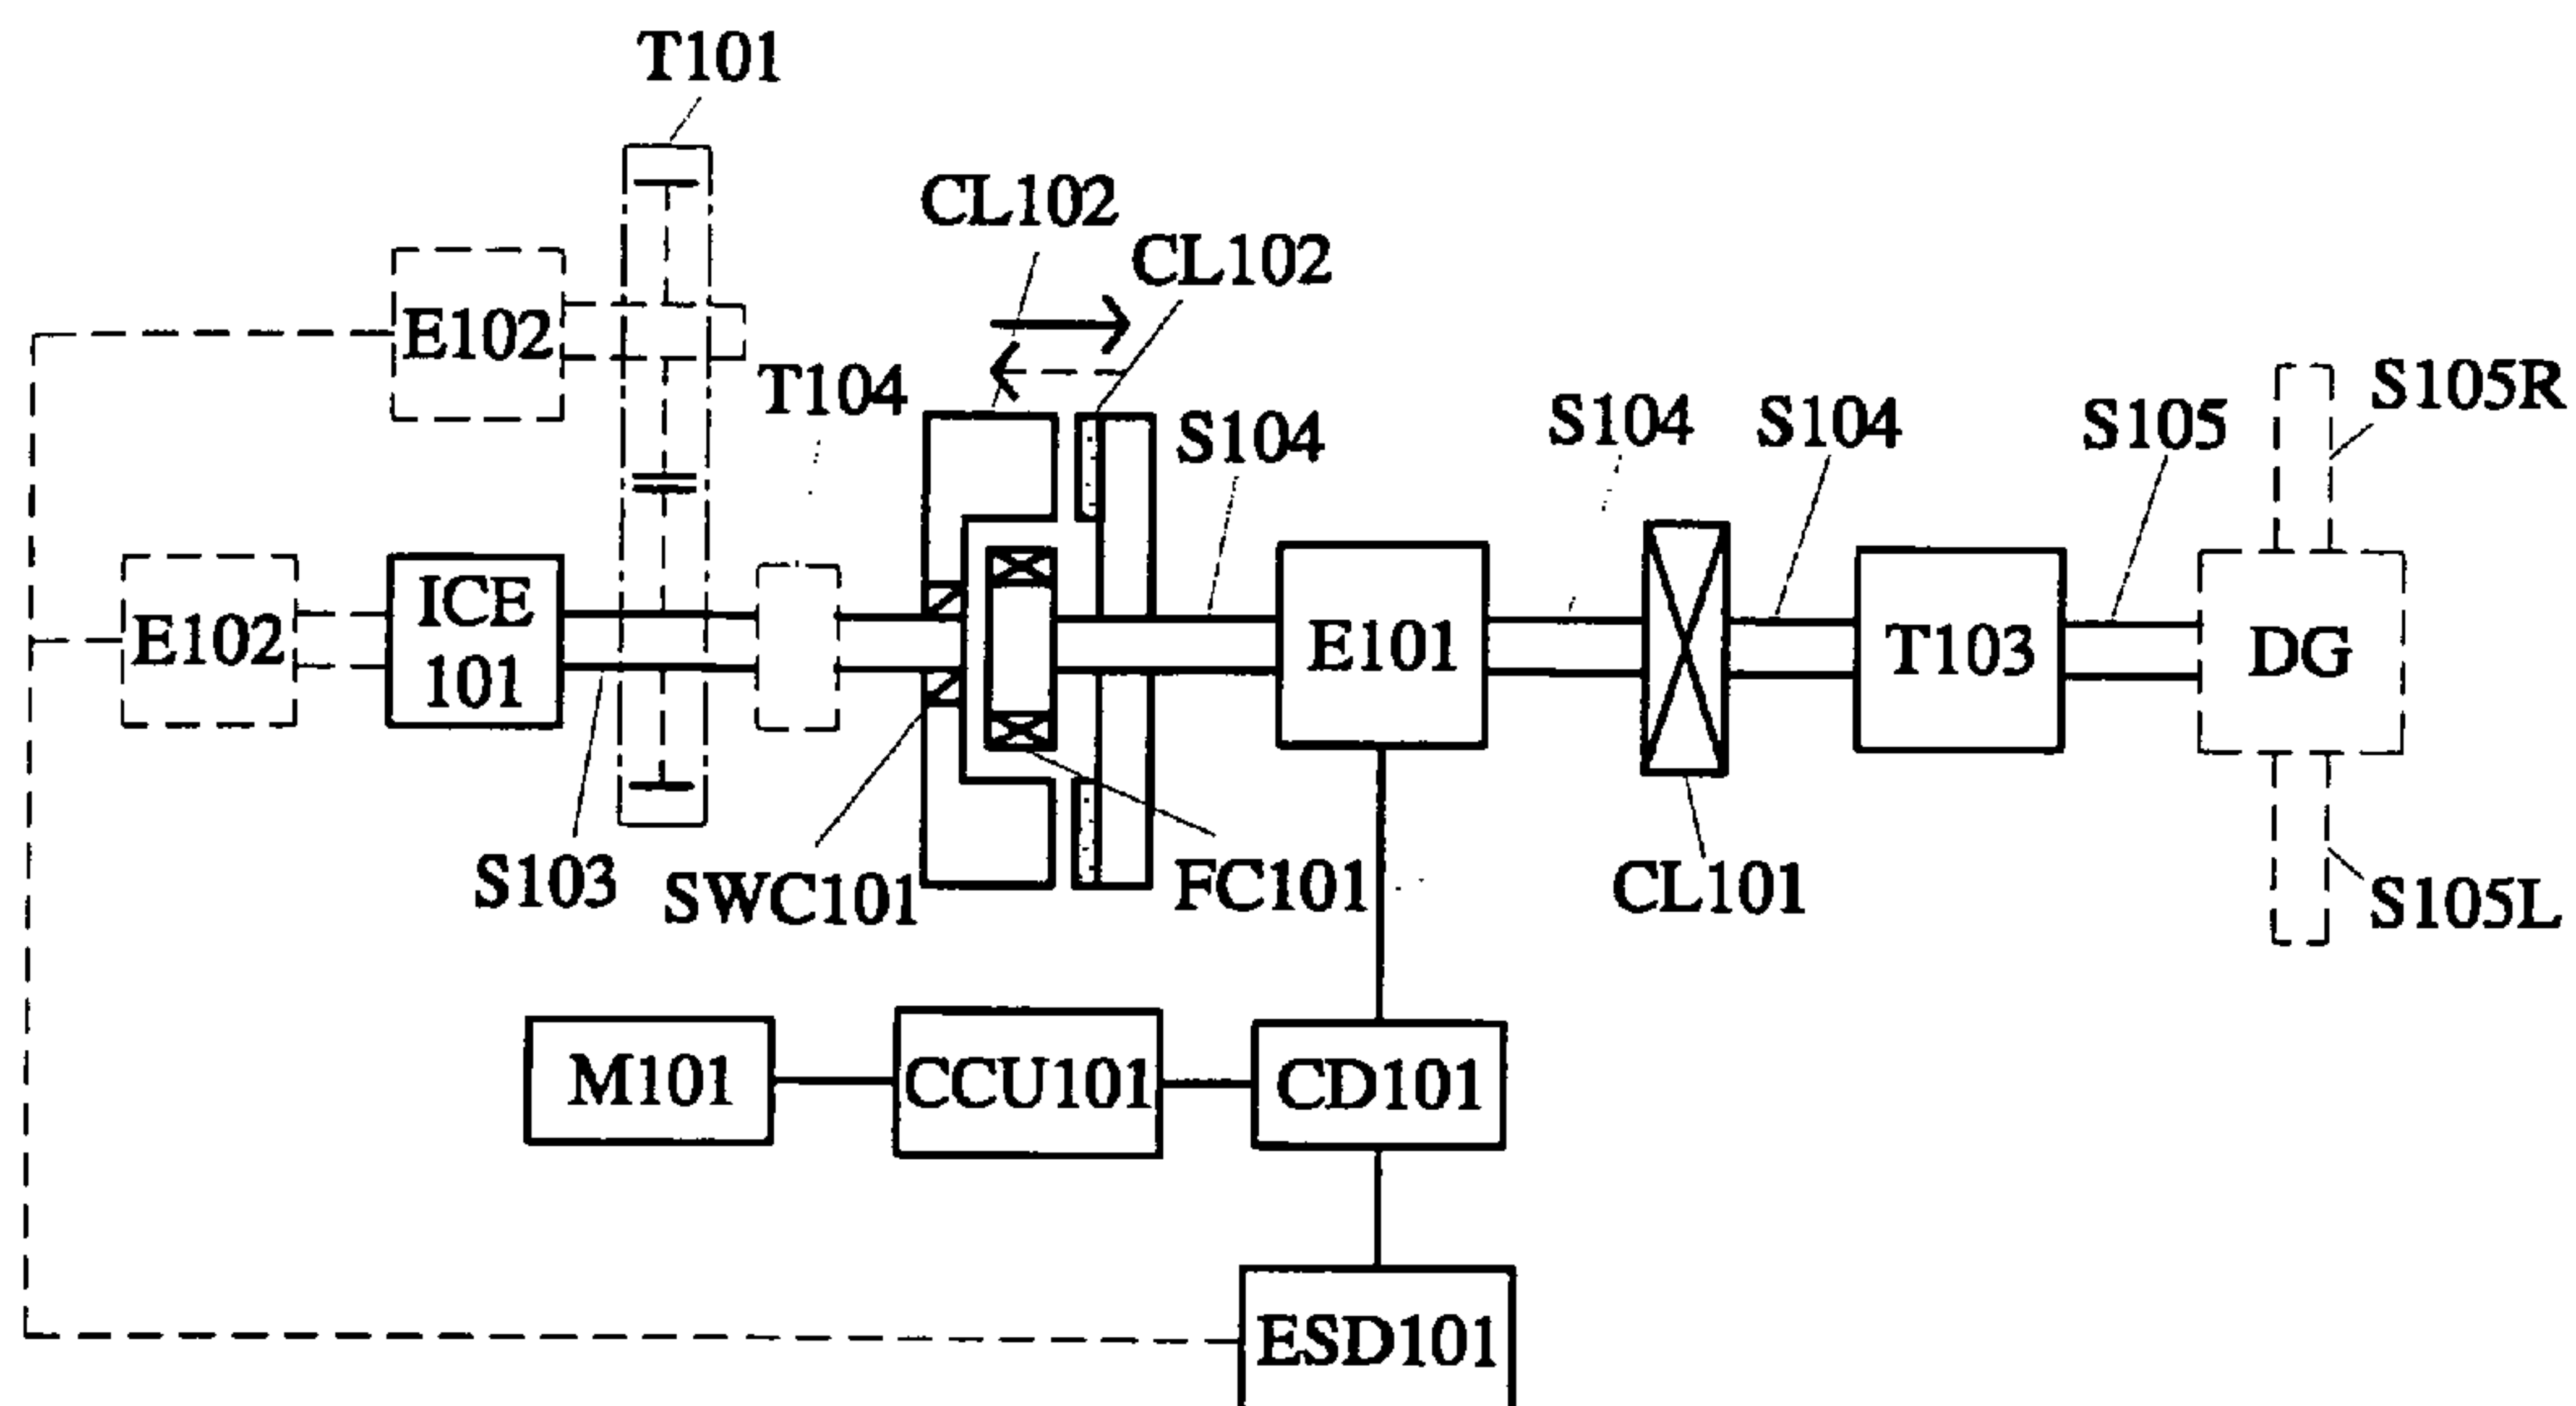 T101
CL102
CL102
E102
T104
S104
S104
S104
S105
S105R
E102
ICE
101
E101
T103
DG
S103
SWC101
FC101
CL101
S105L
M101
CCU101
CD101
ESD101